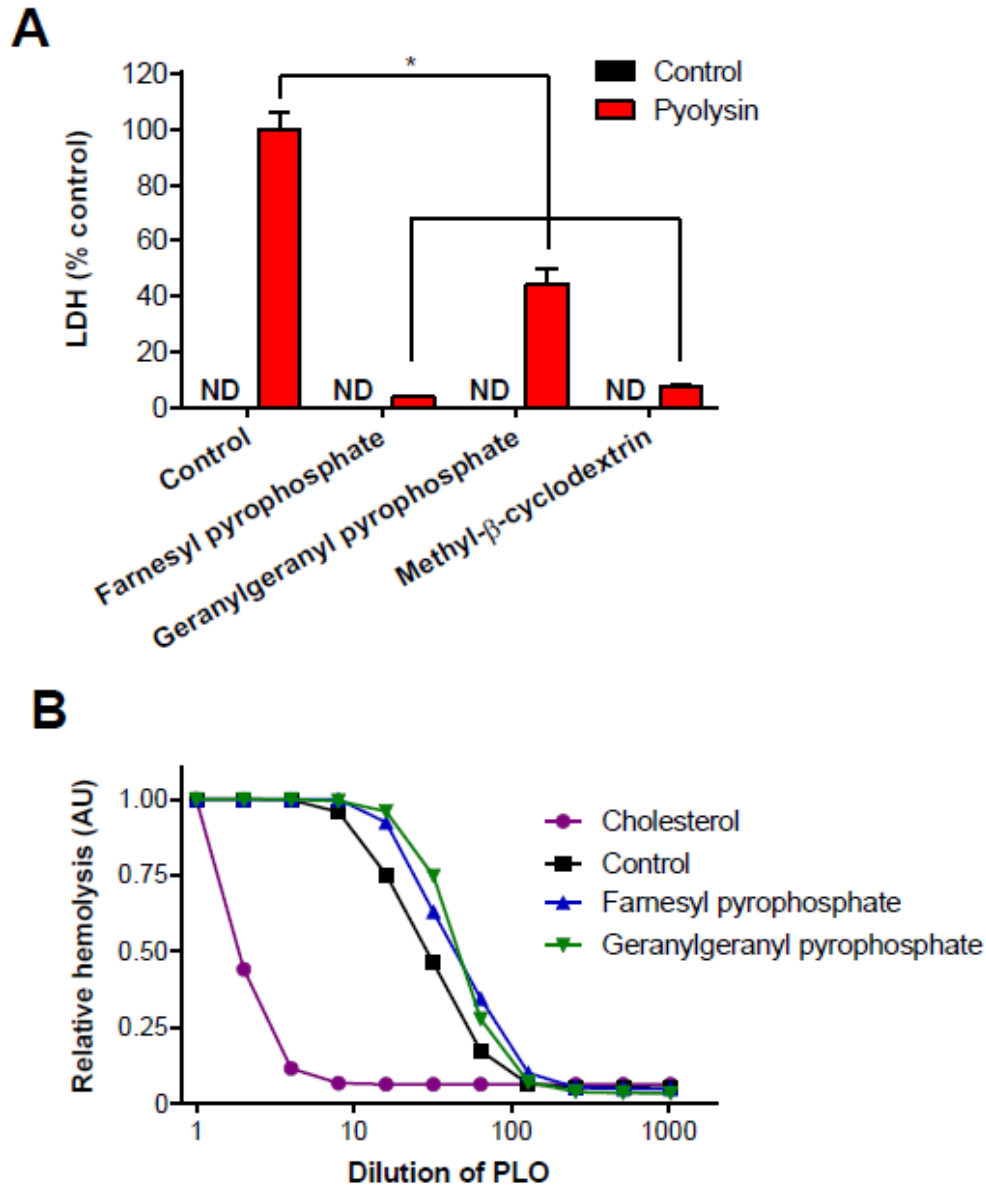 A
LDH (% control)
120
100
80
60
40
20
0
*
Control
Pyolysin
ND
ND
ND
ND
Control
Farnesyl pyrophosphate
Geranylgeranyl pyrophosphate
Methyl-β-cyclodextrin
B
Relative hemolysis (AU)
1.00
0.75
0.50
0.25
0
Cholesterol
Control
Farnesyl pyrophosphate
Geranylgeranyl pyrophosphate
1 10 100 1000
Dilution of PLO